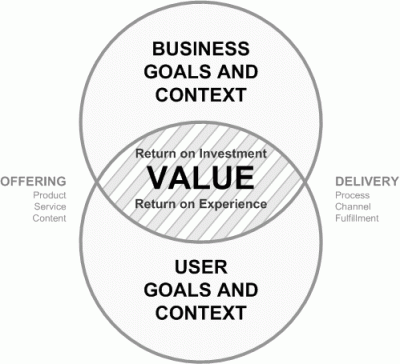 BUSINESS
GOALS AND
CONTEXT
Return on Investment
VALUE
Return on Experience
OFFERING
Product
Service
Content
DELIVERY
Process
Channel
Fulfillment
USER
GOALS AND
CONTEXT